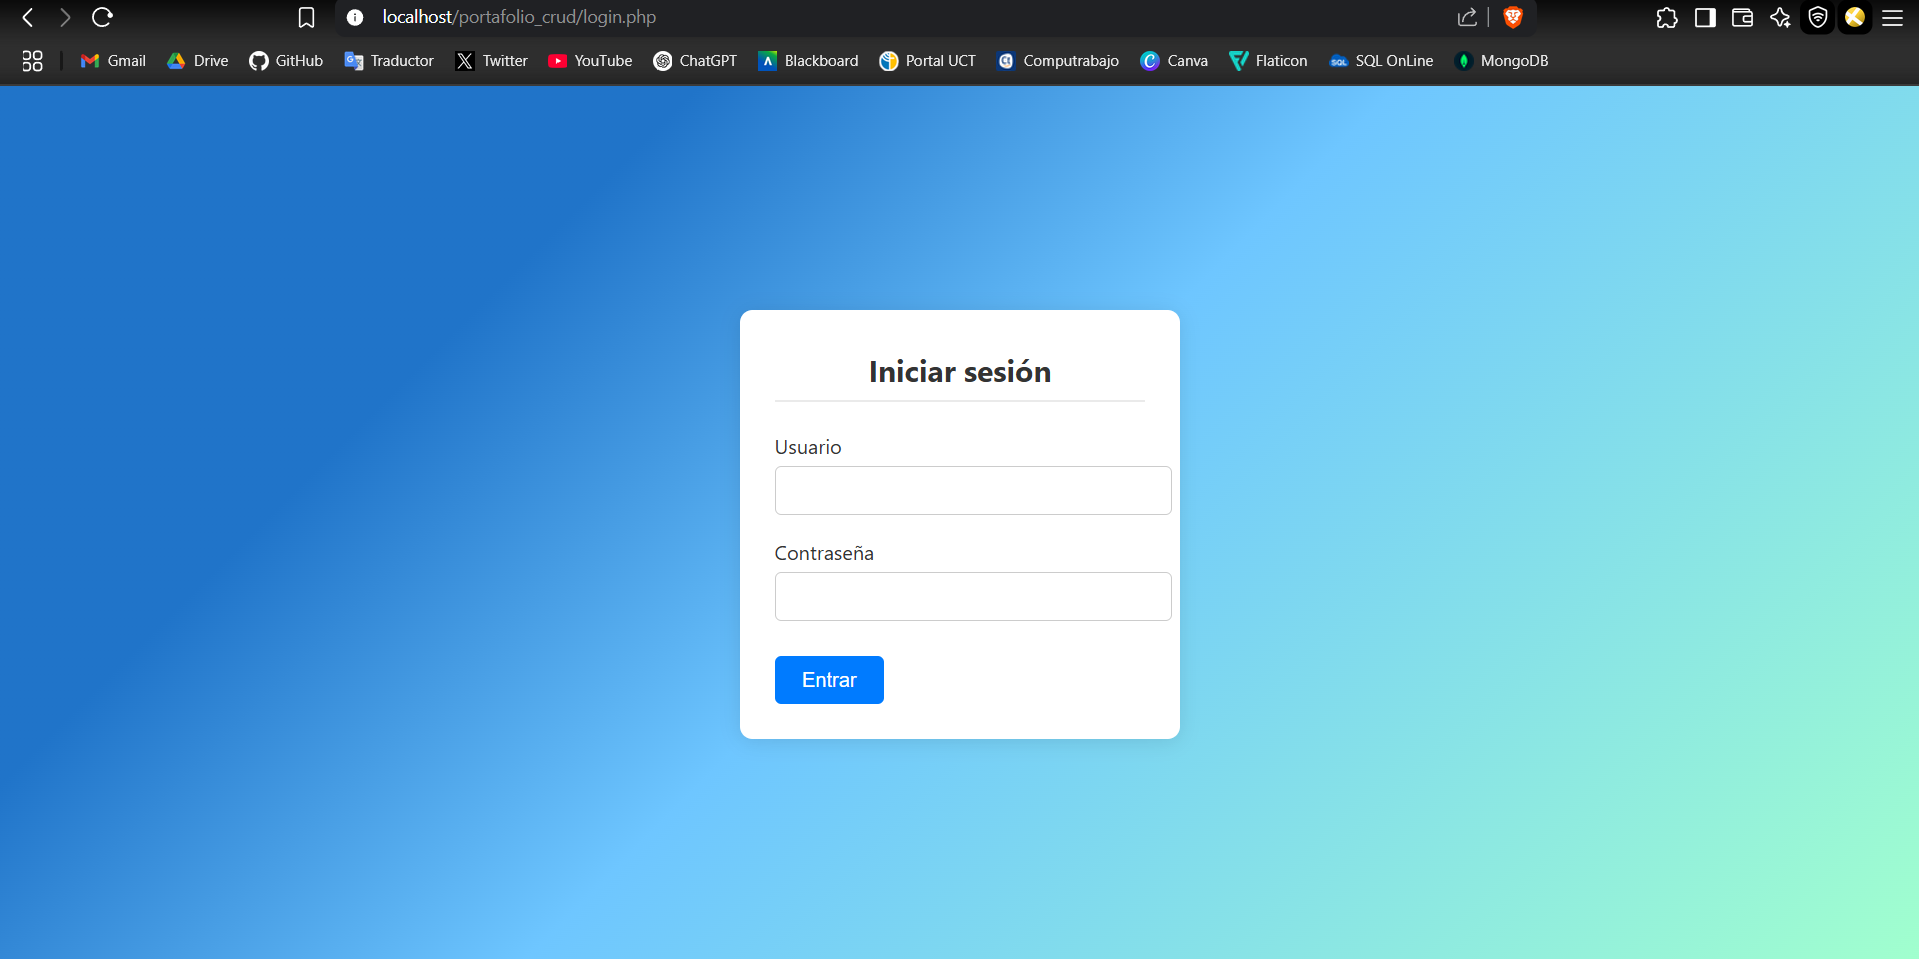 localhost/portafolio_crud/login.php
Gmail Drive GitHub Traductor Twitter YouTube ChatGPT Blackboard Portal UCT Computrabajo Canva Flaticon SQL OnLine MongoDB
Iniciar sesión
Usuario
Contraseña
Entrar